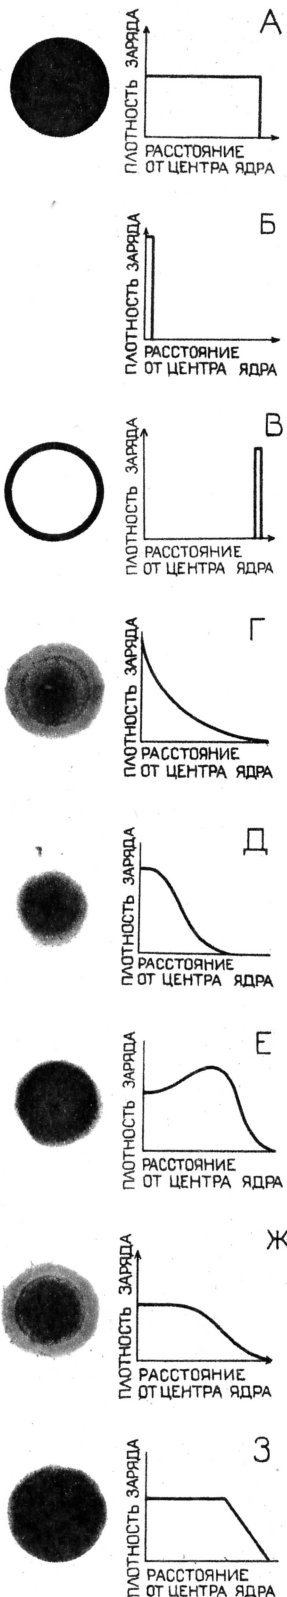 А
ПЛОТНОСТЬ ЗАРЯДА
РАССТОЯНИЕ
ОТ ЦЕНТРА ЯДРА
Б
ПЛОТНОСТЬ ЗАРЯДА
РАССТОЯНИЕ
ОТ ЦЕНТРА ЯДРА
В
ПЛОТНОСТЬ ЗАРЯДА
РАССТОЯНИЕ
ОТ ЦЕНТРА ЯДРА
Г
ПЛОТНОСТЬ ЗАРЯДА
РАССТОЯНИЕ
ОТ ЦЕНТРА ЯДРА
Д
ПЛОТНОСТЬ ЗАРЯДА
РАССТОЯНИЕ
ОТ ЦЕНТРА ЯДРА
Е
ПЛОТНОСТЬ ЗАРЯДА
РАССТОЯНИЕ
ОТ ЦЕНТРА ЯДРА
Ж
ПЛОТНОСТЬ ЗАРЯДА
РАССТОЯНИЕ
ОТ ЦЕНТРА ЯДРА
З
ПЛОТНОСТЬ ЗАРЯДА
РАССТОЯНИЕ
ОТ ЦЕНТРА ЯДРА